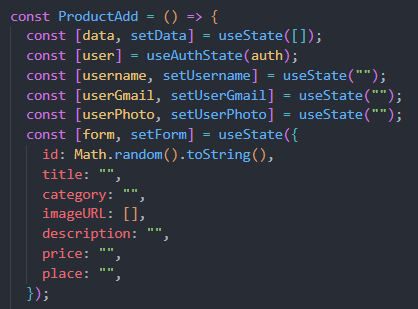 const ProductAdd = () => {
const [data, setData] = useState([]);
const [user] = useAuthState(auth);
const [username, setUsername] = useState("");
const [userGmail, setUserGmail] = useState("");
const [userPhoto, setUserPhoto] = useState("");
const [form, setForm] = useState({
id: Math.random().toString(),
title: "",
category: "",
imageURL: [],
description: "",
price: "",
place: "",
});